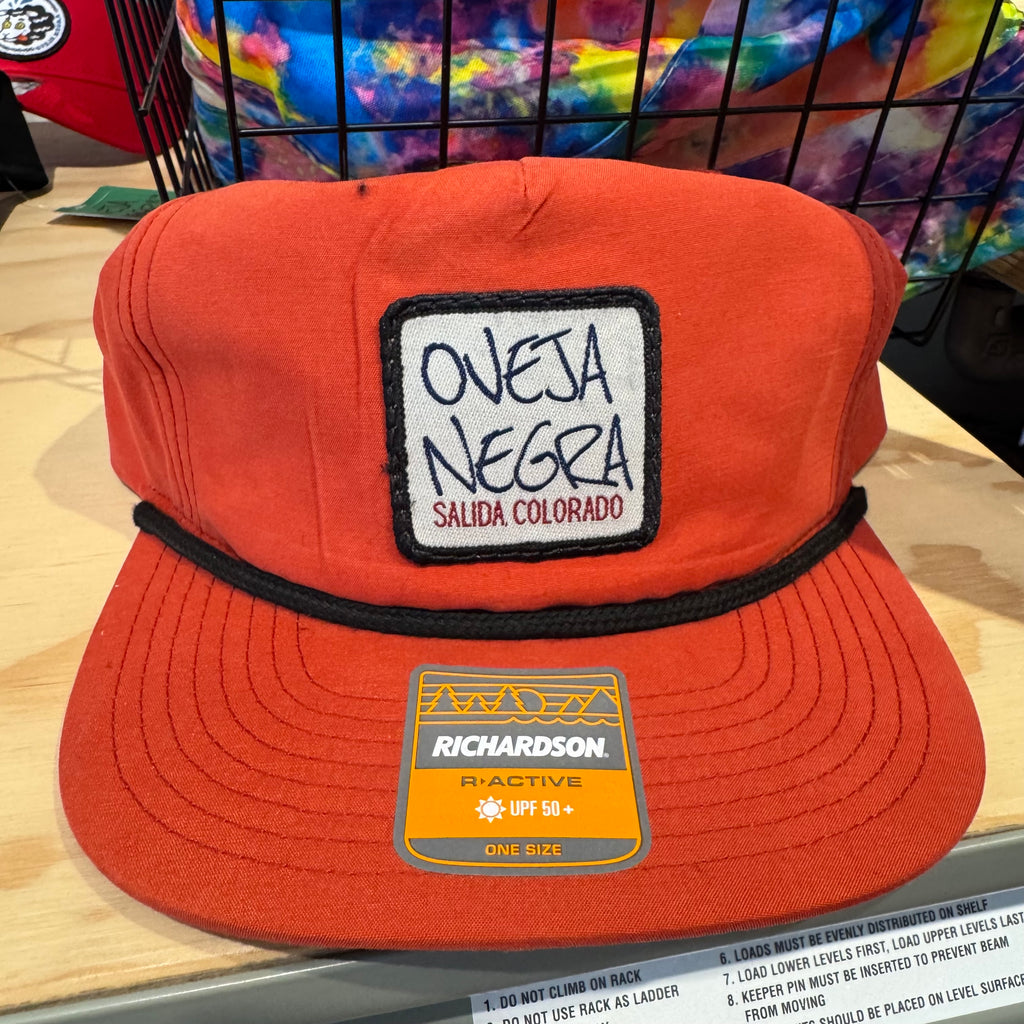 OVEJA
NEGRA
SALIDA, COLORADO
RICHARDSON®
R▸ACTIVE
UPF 50+
ONE SIZE
1. DO NOT CLIMB ON RACK
DO NOT USE RACK AS LADDER
6. LOADS MUST BE EVENLY DISTRIBUTED ON SHELF
7. LOAD LOWER LEVELS FIRST, LOAD UPPER LEVELS LAST
8. KEEPER PIN MUST BE INSERTED TO PREVENT BEAM
FROM MOVING
SHOULD BE PLACED ON LEVEL SURFACE